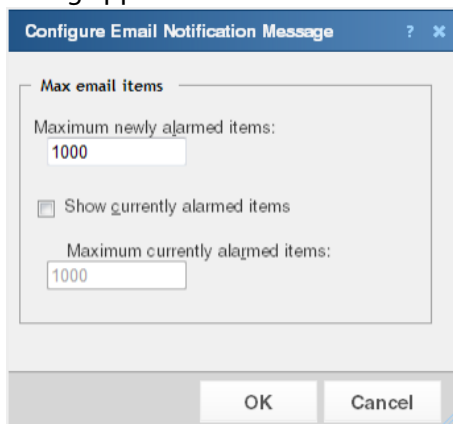 Configure Email Notification Message ? ×
Max email items
Maximum newly alarmed items:
1000
Show currently alarmed items
Maximum currently alarmed items:
1000
OK Cancel